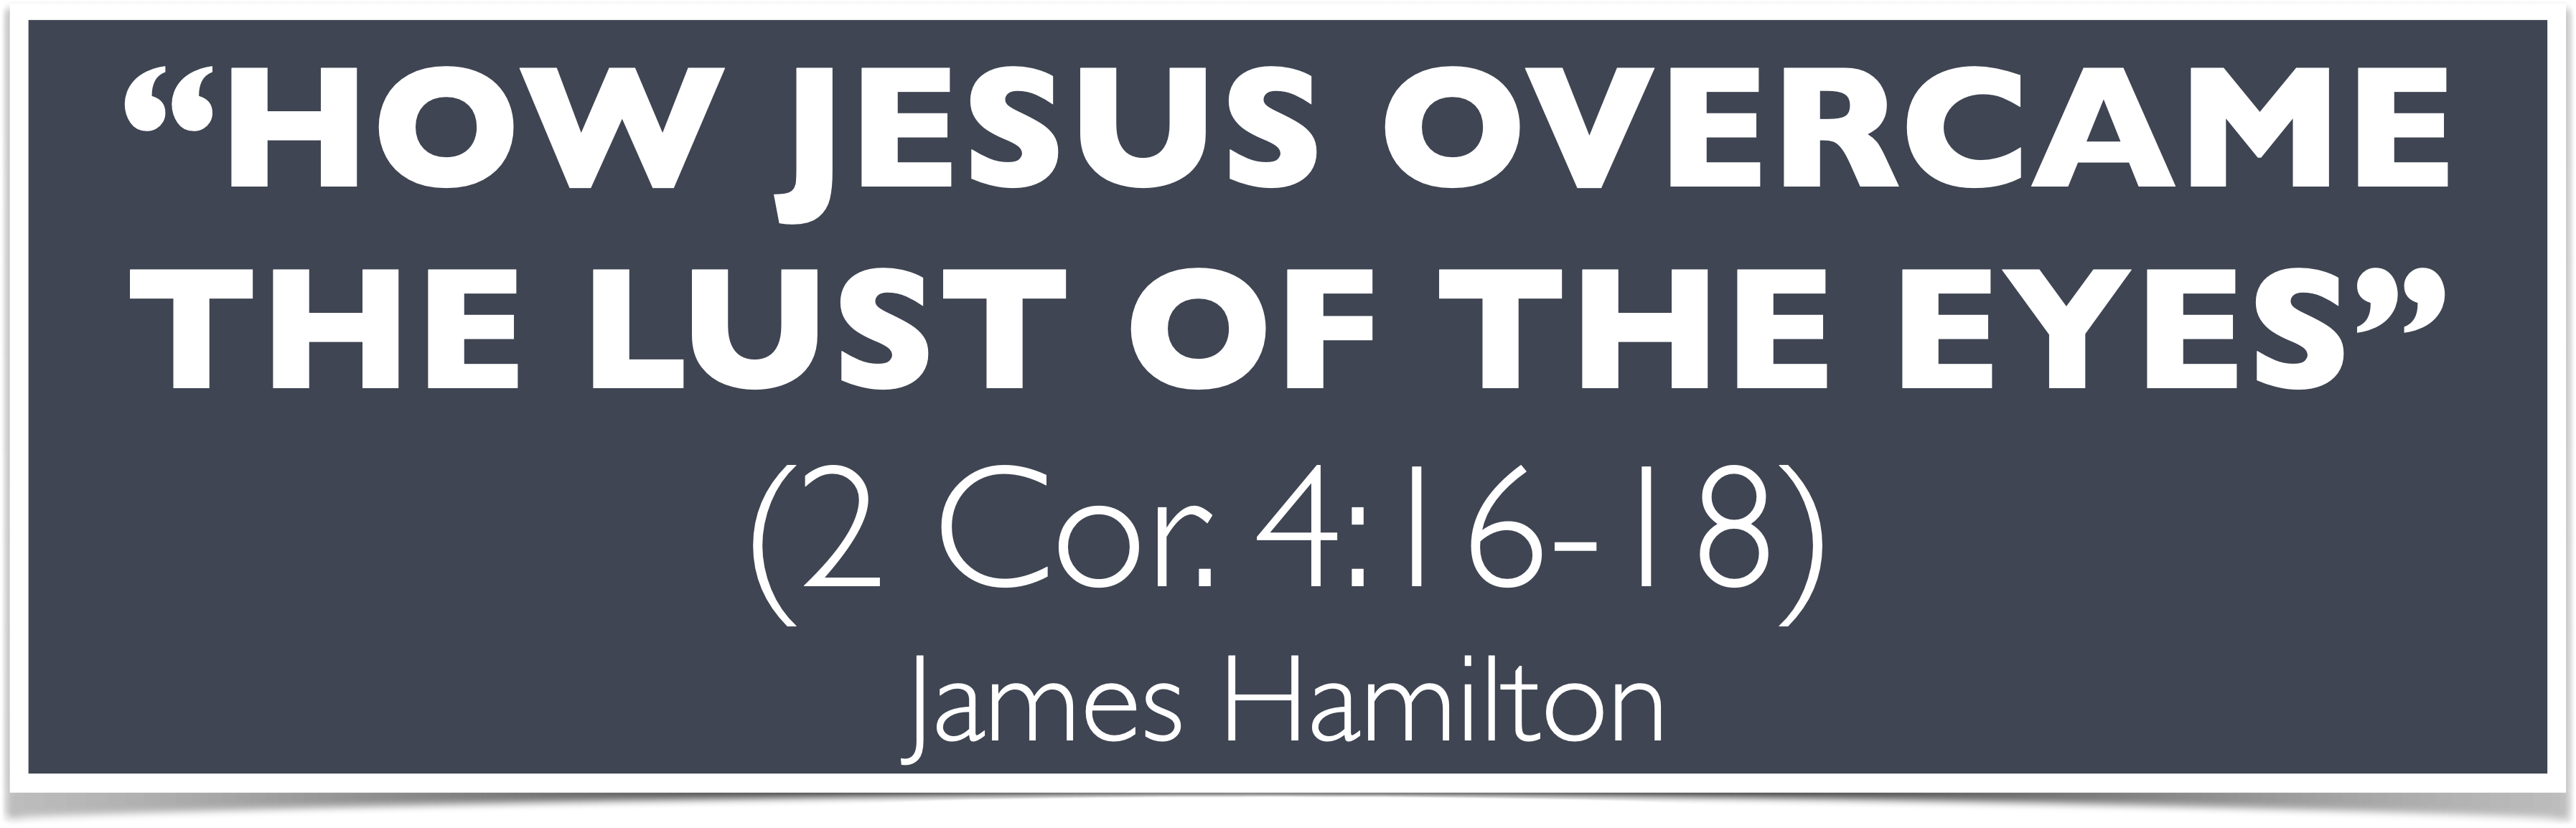 “HOW JESUS OVERCAME
THE LUST OF THE EYES”
(2 Cor. 4:16-18)
James Hamilton